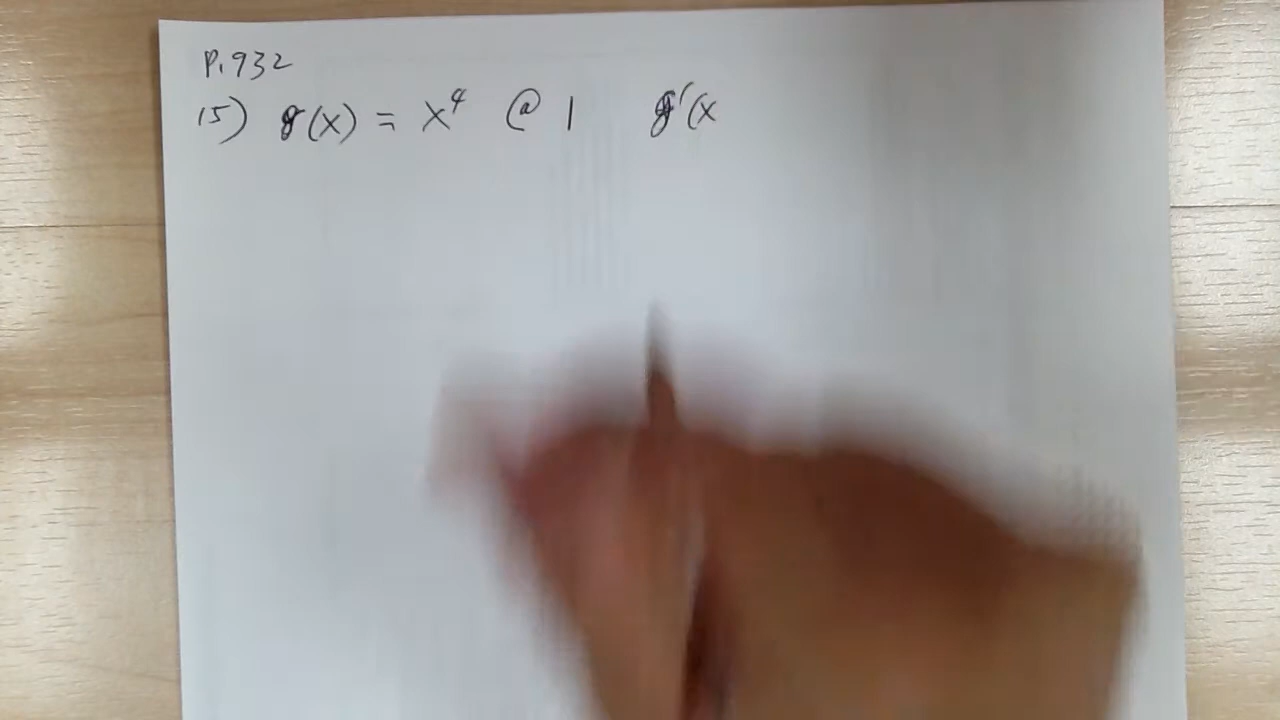 P.932
15) g(x) = x⁴ @ 1 g'(x